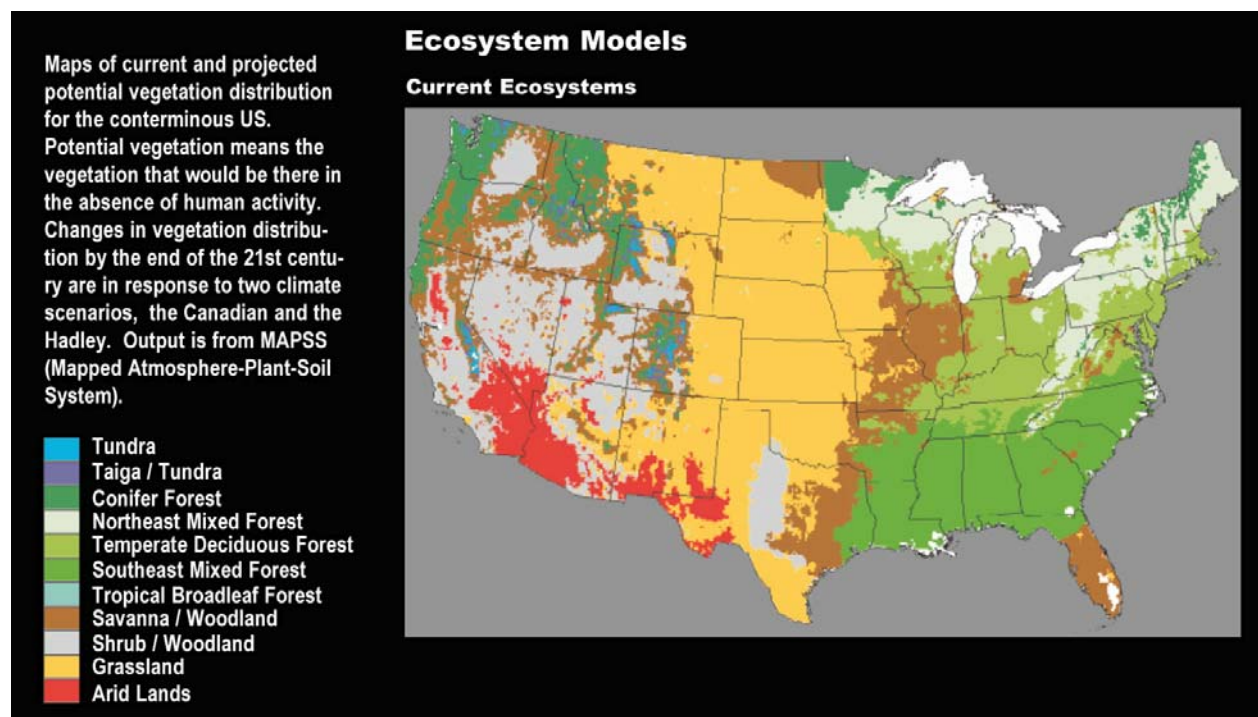 Ecosystem Models
Current Ecosystems
Maps of current and projected
potential vegetation distribution
for the conterminous US.
Potential vegetation means the
vegetation that would be there in
the absence of human activity.
Changes in vegetation distribu-
tion by the end of the 21st centu-
ry are in response to two climate
scenarios, the Canadian and the
Hadley. Output is from MAPSS
(Mapped Atmosphere-Plant-Soil
System).
Tundra
Taiga / Tundra
Conifer Forest
Northeast Mixed Forest
Temperate Deciduous Forest
Southeast Mixed Forest
Tropical Broadleaf Forest
Savanna / Woodland
Shrub / Woodland
Grassland
Arid Lands